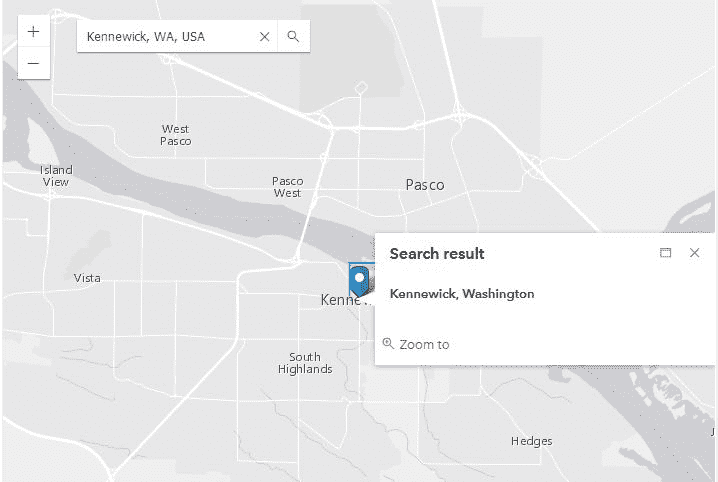 +
Kennewick, WA, USA
−
West
Pasco
Island
View
Pasco
West
Pasco
Search result
Vista
Kennewick, Washington
Kennew
Zoom to
South
Highlands
Hedges
J